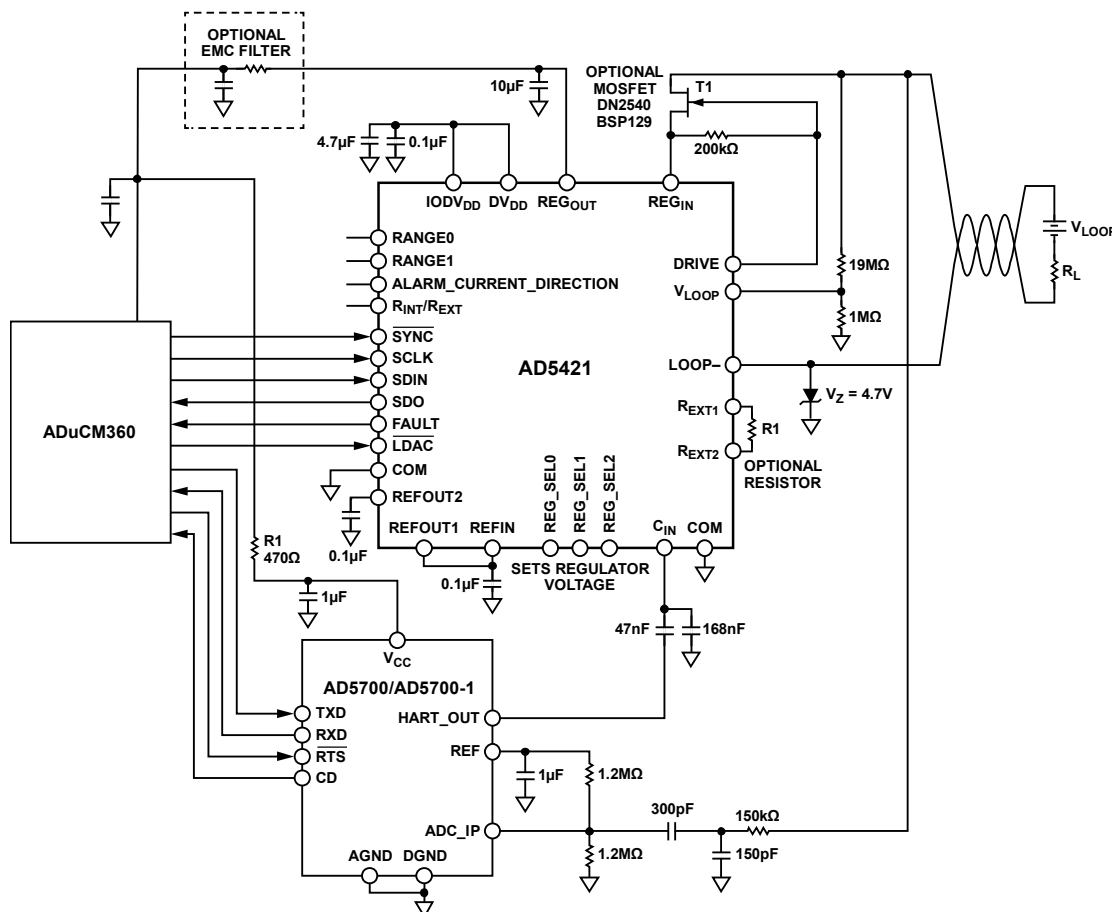 OPTIONAL
EMC FILTER
10µF
OPTIONAL
MOSFET
DN2540
BSP129
T1
200kΩ
4.7µF
0.1µF
IODVDD
DVDD
REGOUT
REGIN
VLOOP
RL
RANGE0
RANGE1
ALARM_CURRENT_DIRECTION
RINT/REXT
SYNC
SCLK
SDIN
SDO
FAULT
LDAC
COM
REFOUT2
AD5421
DRIVE
VLOOP
LOOP–
REXT1
REXT2
19MΩ
1MΩ
VZ = 4.7V
R1
OPTIONAL
RESISTOR
ADuCM360
REFOUT1
REFIN
REG_SEL0
REG_SEL1
REG_SEL2
CIN
COM
0.1µF
0.1µF
SETS REGULATOR
VOLTAGE
R1
470Ω
1µF
47nF
168nF
VCC
AD5700/AD5700-1
TXD
RXD
RTS
CD
HART_OUT
REF
ADC_IP
1µF
1.2MΩ
300pF
150kΩ
1.2MΩ
150pF
AGND
DGND